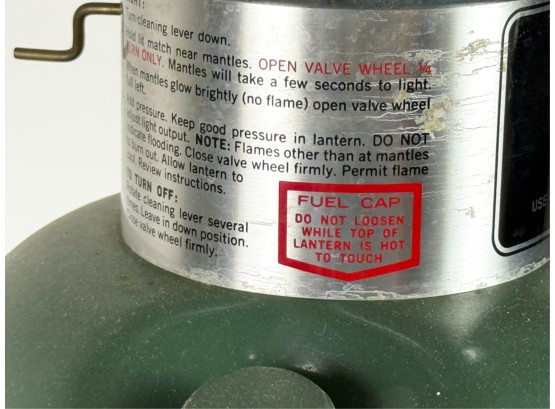 Turn cleaning lever down.
lit match near mantles. OPEN VALVE WHEEL ¼
TURN ONLY. Mantles will take a few seconds to light.
When mantles glow brightly (no flame) open valve wheel
left.
pressure. Keep good pressure in lantern. DO NOT
light output. NOTE: Flames other than at mantles
indicate flooding. Close valve wheel firmly. Permit flame
to burn out. Allow lantern to
cool. Review instructions.
TO TURN OFF:
cleaning lever several
times. Leave in down position.
Close valve wheel firmly.
FUEL CAP
DO NOT LOOSEN
WHILE TOP OF
LANTERN IS HOT
TO TOUCH
USE